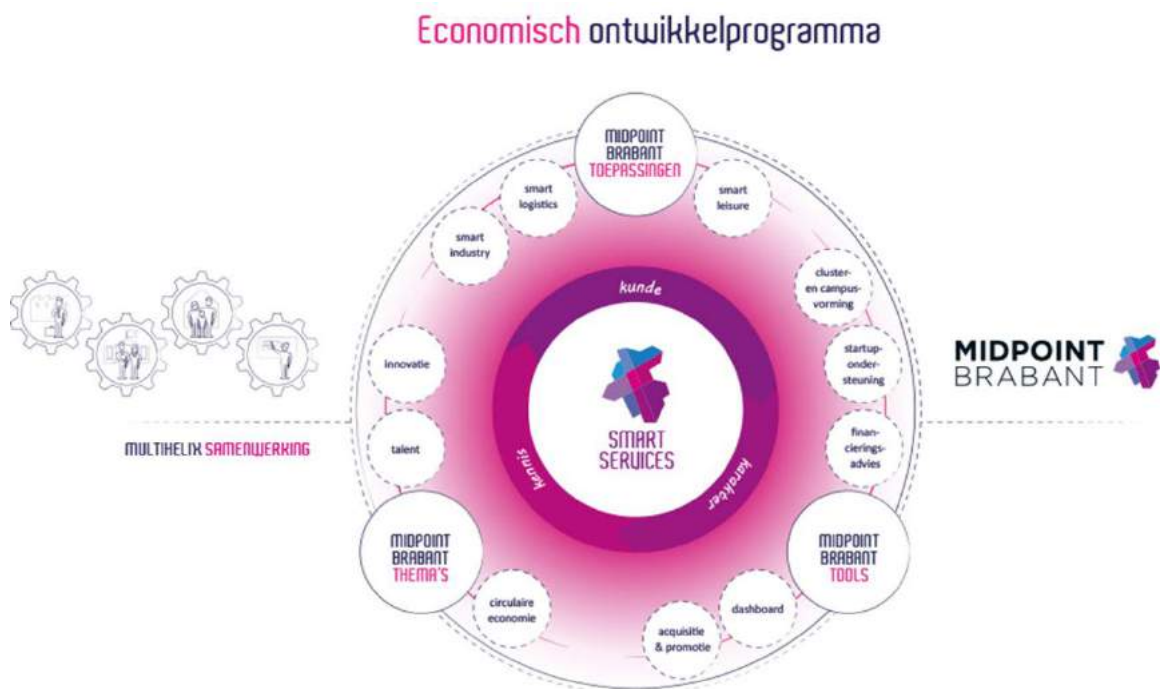 Economisch ontwikkelprogramma
MIDPOINT
BRABANT
TOEPASSINGEN
smart
logistics
smart
leisure
smart
industry
cluster-
en campus-
vorming
kunde
innovatie
startup-
onder-
steuning
MIDPOINT
BRABANT
talent
SMART
SERVICES
finan-
cierings-
advies
MULTIHELIX SAMENWERKING
kennis
karakter
MIDPOINT
BRABANT
THEMA'S
MIDPOINT
BRABANT
TOOLS
circulaire
economie
dashboard
acquisitie
& promotie